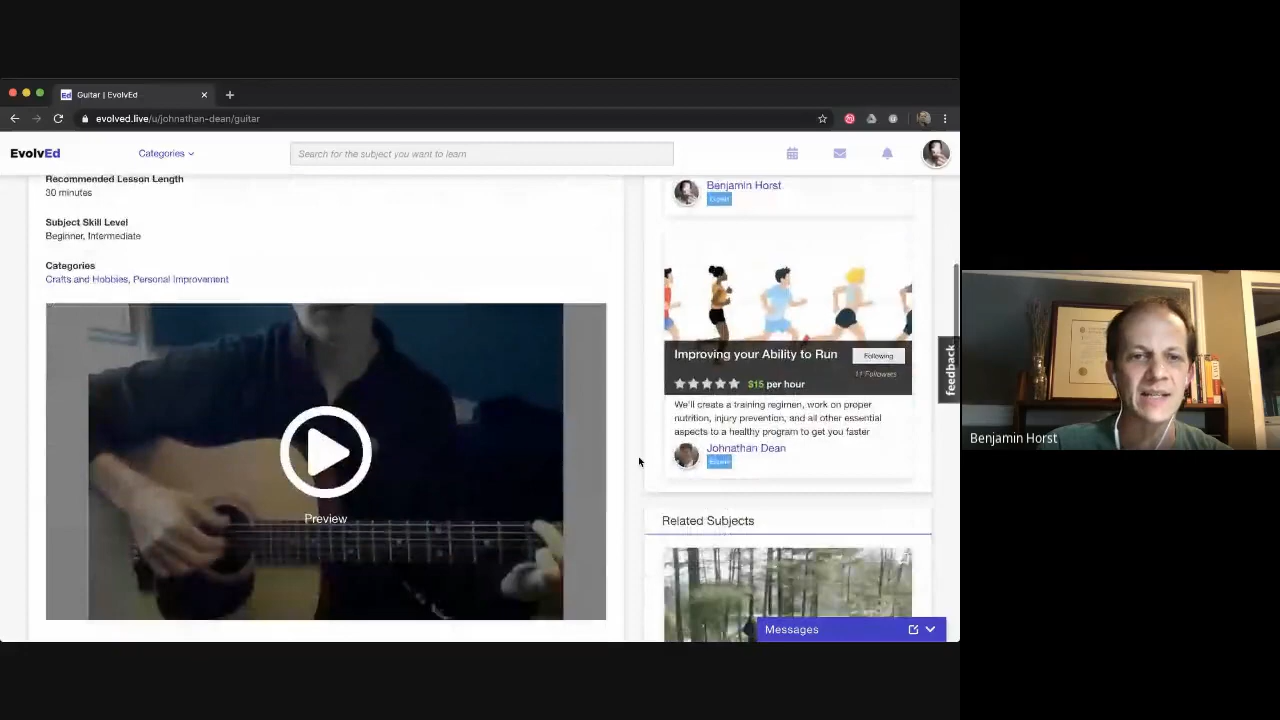 Guitar | EvolvEd
evolved.live/u/johnathan-dean/guitar
EvolvEd
Categories
Search for the subject you want to learn
Recommended Lesson Length
30 minutes
Subject Skill Level
Beginner, Intermediate
Categories
Crafts and Hobbies, Personal Improvement
Preview
Benjamin Horst
Expert
Improving your Ability to Run
Following
11 Followers
$15 per hour
We'll create a training regimen, work on proper
nutrition, injury prevention, and all other essential
aspects to a healthy program to get you faster
Johnathan Dean
Related Subjects
Messages
feedback
Benjamin Horst